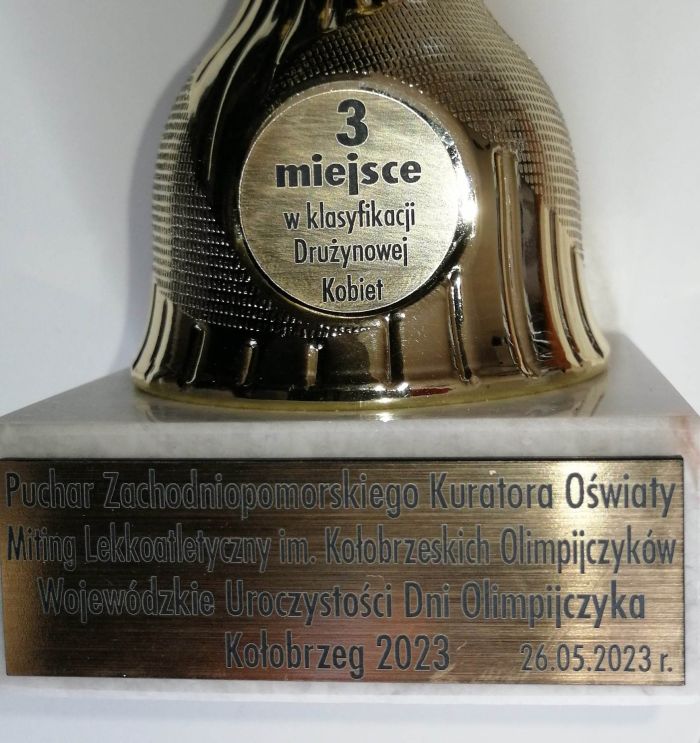 3
miejsce
w klasyfikacji
Drużynowej
Kobiet
Puchar Zachodniopomorskiego Kuratora Oświaty
Miting Lekkoatletyczny im. Kołobrzeskich Olimpijczyków
Wojewódzkie Uroczystości Dni Olimpijczyka
Kołobrzeg 2023 26.05.2023 r.